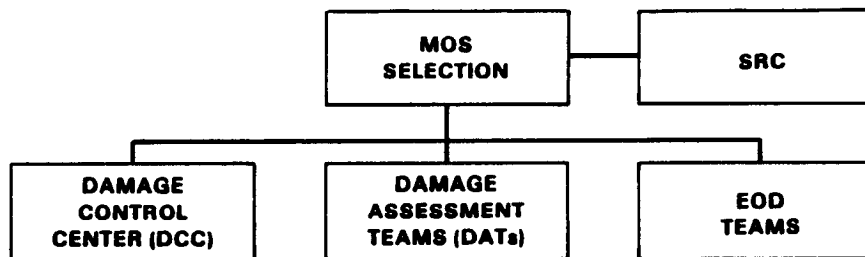 MOS
SELECTION
SRC
DAMAGE
CONTROL
CENTER (DCC)
DAMAGE
ASSESSMENT
TEAMS (DATs)
EOD
TEAMS